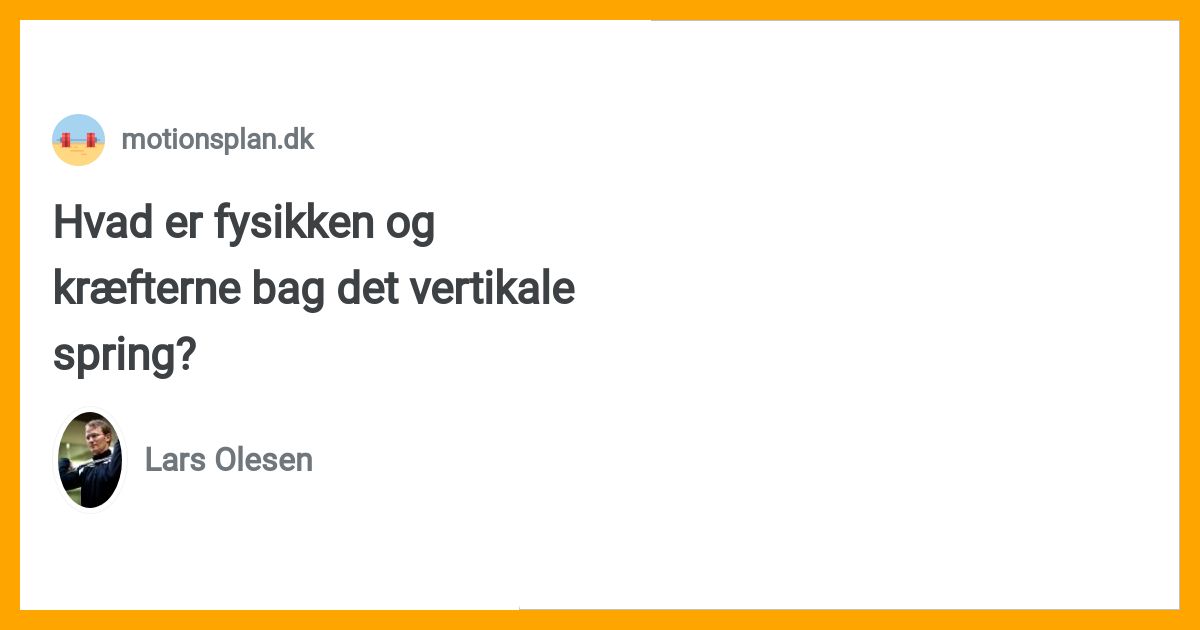 motionsplan.dk
Hvad er fysikken og
kræfterne bag det vertikale
spring?
Lars Olesen